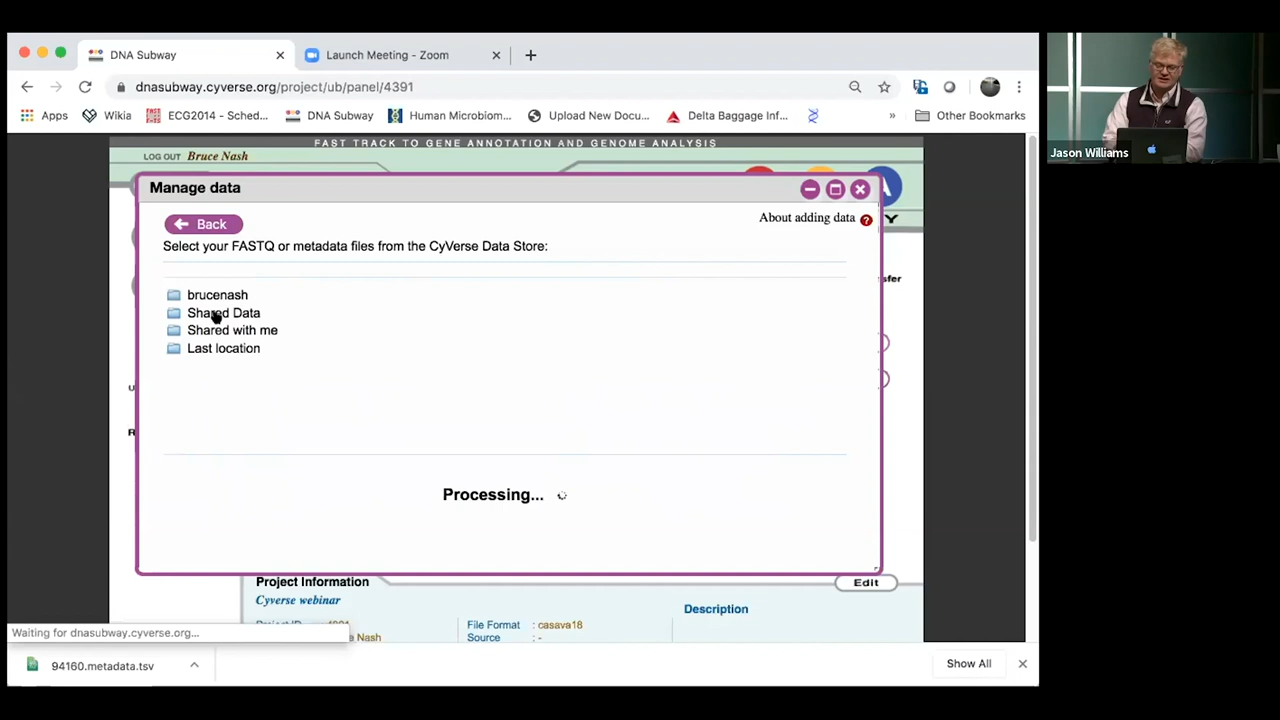 DNA Subway
Launch Meeting - Zoom
dnasubway.cyverse.org/project/ub/panel/4391
Apps
Wikia
ECG2014 - Sched...
DNA Subway
Human Microbiom...
Upload New Docu...
Delta Baggage Inf...
»
Other Bookmarks
Jason Williams
FAST TRACK TO GENE ANNOTATION AND GENOME ANALYSIS
LOG OUT Bruce Nash
Manage data
Back
About adding data ?
Select your FASTQ or metadata files from the CyVerse Data Store:
brucenash
Shared Data
Shared with me
Last location
Processing...
Project Information
Edit
Cyverse webinar
Description
File Format : casava18
Source : -
Nash
Waiting for dnasubway.cyverse.org...
94160.metadata.tsv
Show All